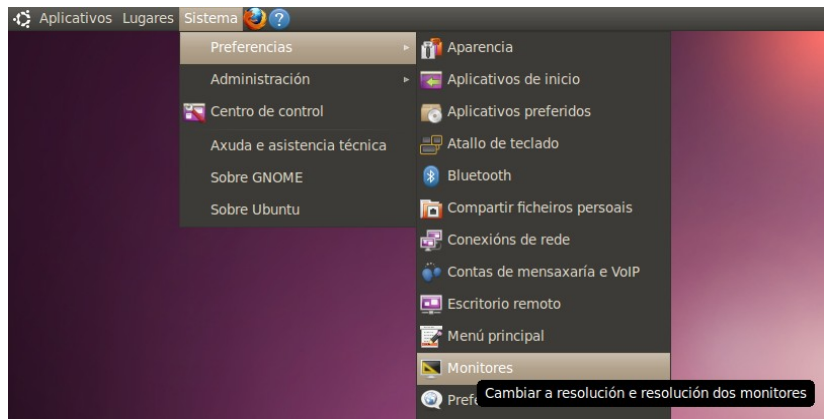 Aplicativos Lugares Sistema
Preferencias
Administración
Centro de control
Axuda e asistencia técnica
Sobre GNOME
Sobre Ubuntu
Aparencia
Aplicativos de inicio
Aplicativos preferidos
Atallo de teclado
Bluetooth
Compartir ficheiros persoais
Conexións de rede
Contas de mensaxaría e VoIP
Escritorio remoto
Menú principal
Monitores
Cambiar a resolución e resolución dos monitores